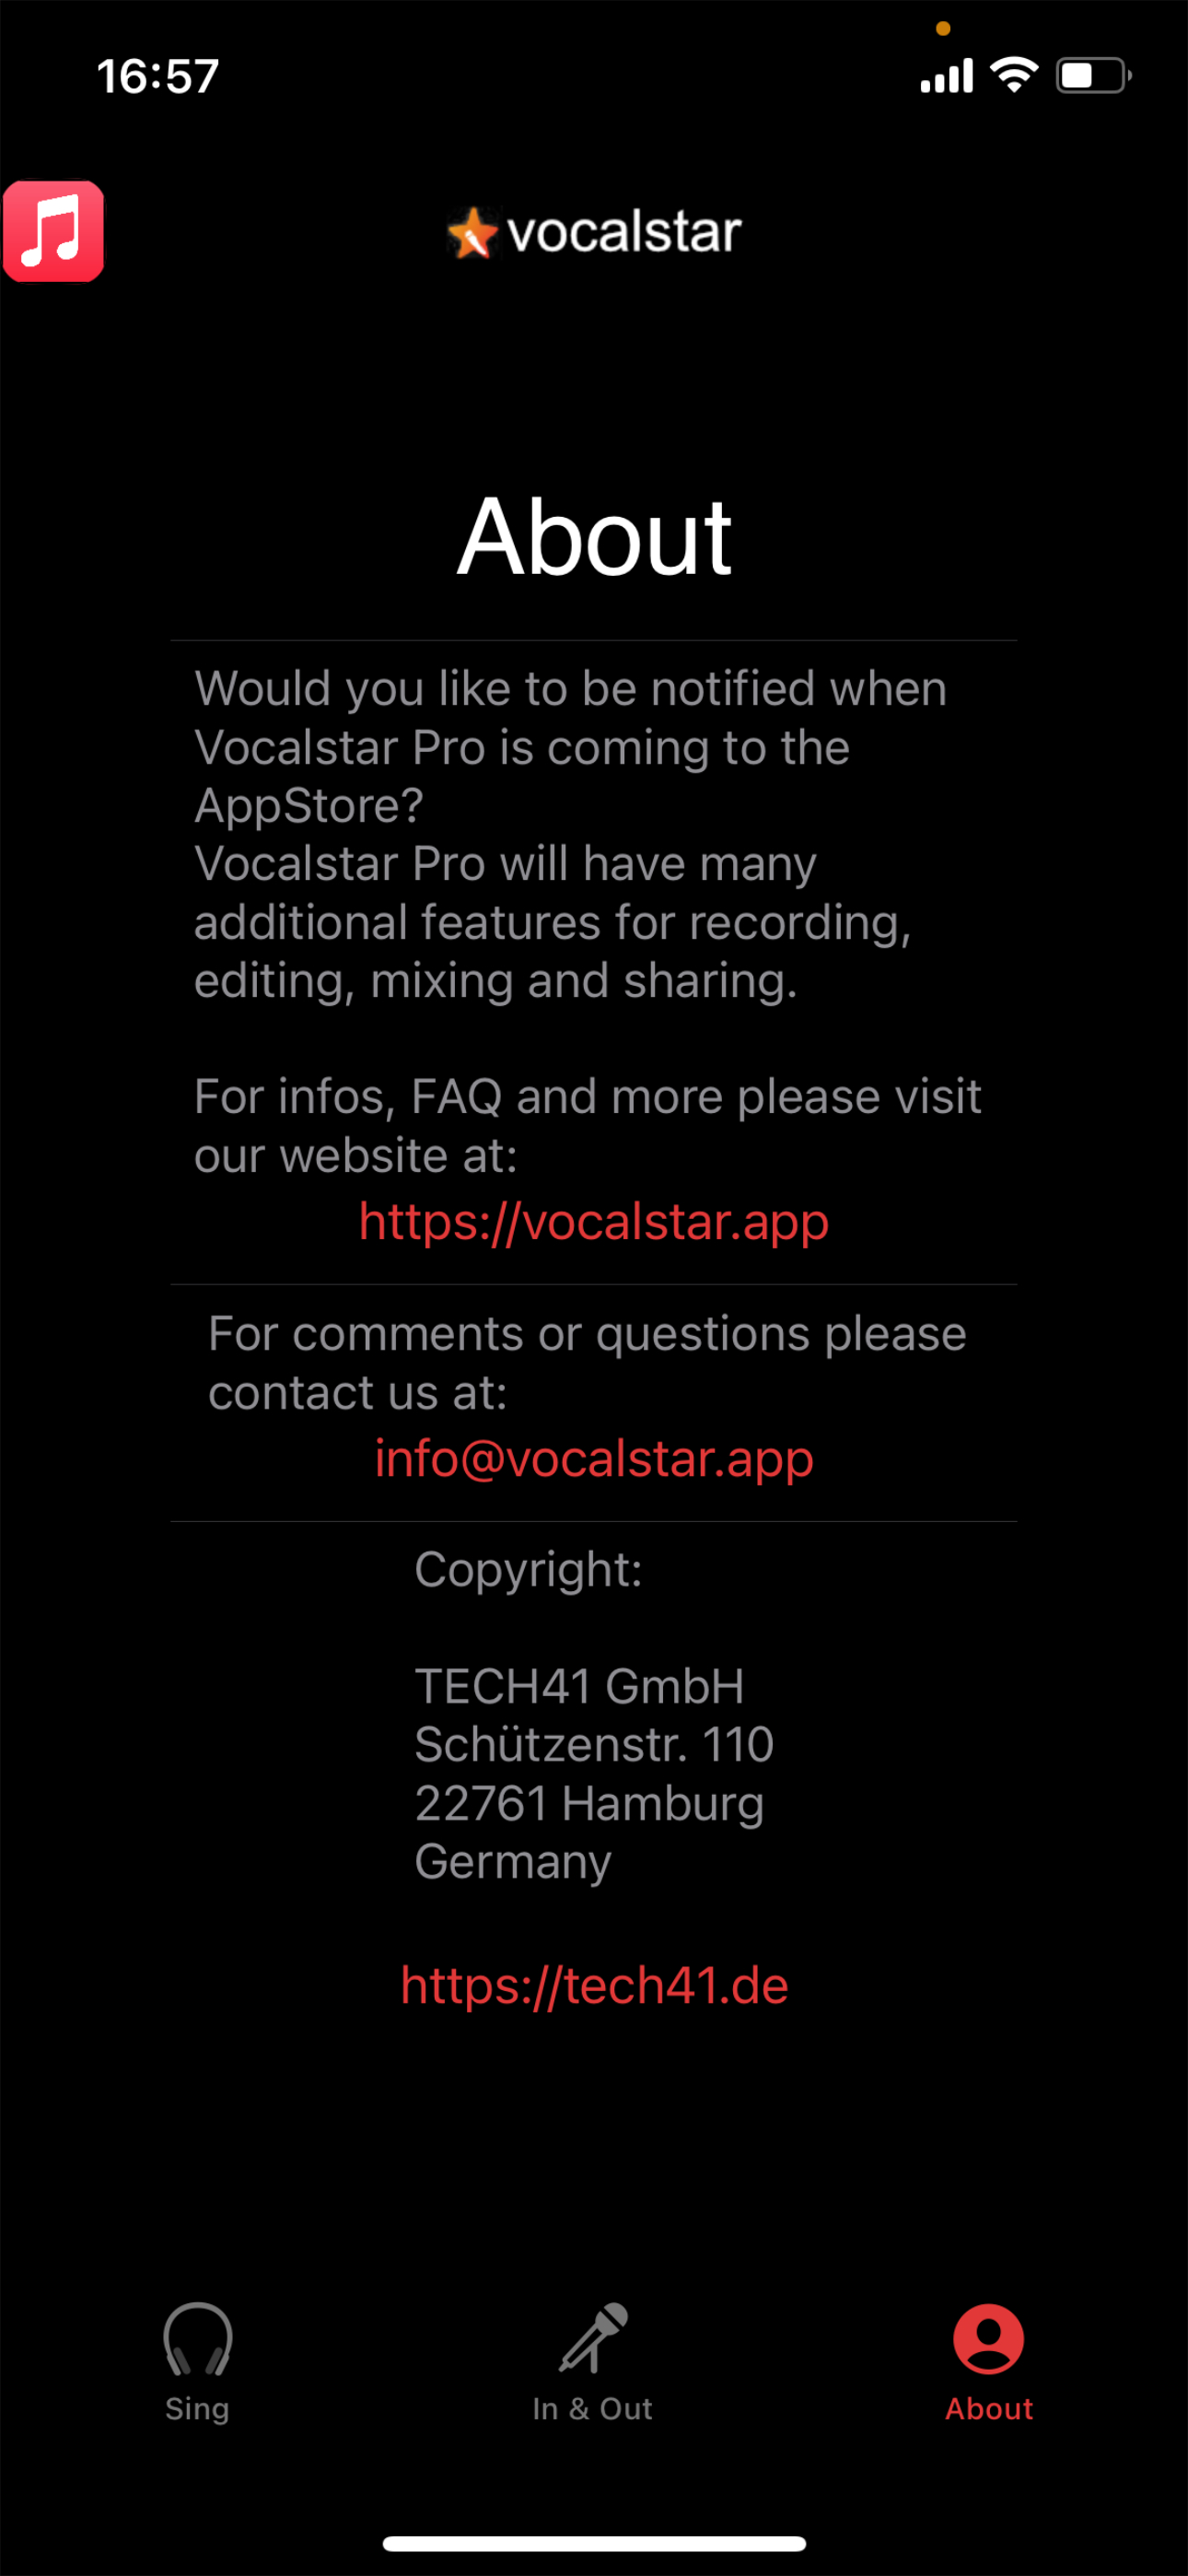 16:57
vocalstar
About
Would you like to be notified when
Vocalstar Pro is coming to the
AppStore?
Vocalstar Pro will have many
additional features for recording,
editing, mixing and sharing.
For infos, FAQ and more please visit
our website at:
https://vocalstar.app
For comments or questions please
contact us at:
info@vocalstar.app
Copyright:
TECH41 GmbH
Schützenstr. 110
22761 Hamburg
Germany
https://tech41.de
Sing
In & Out
About